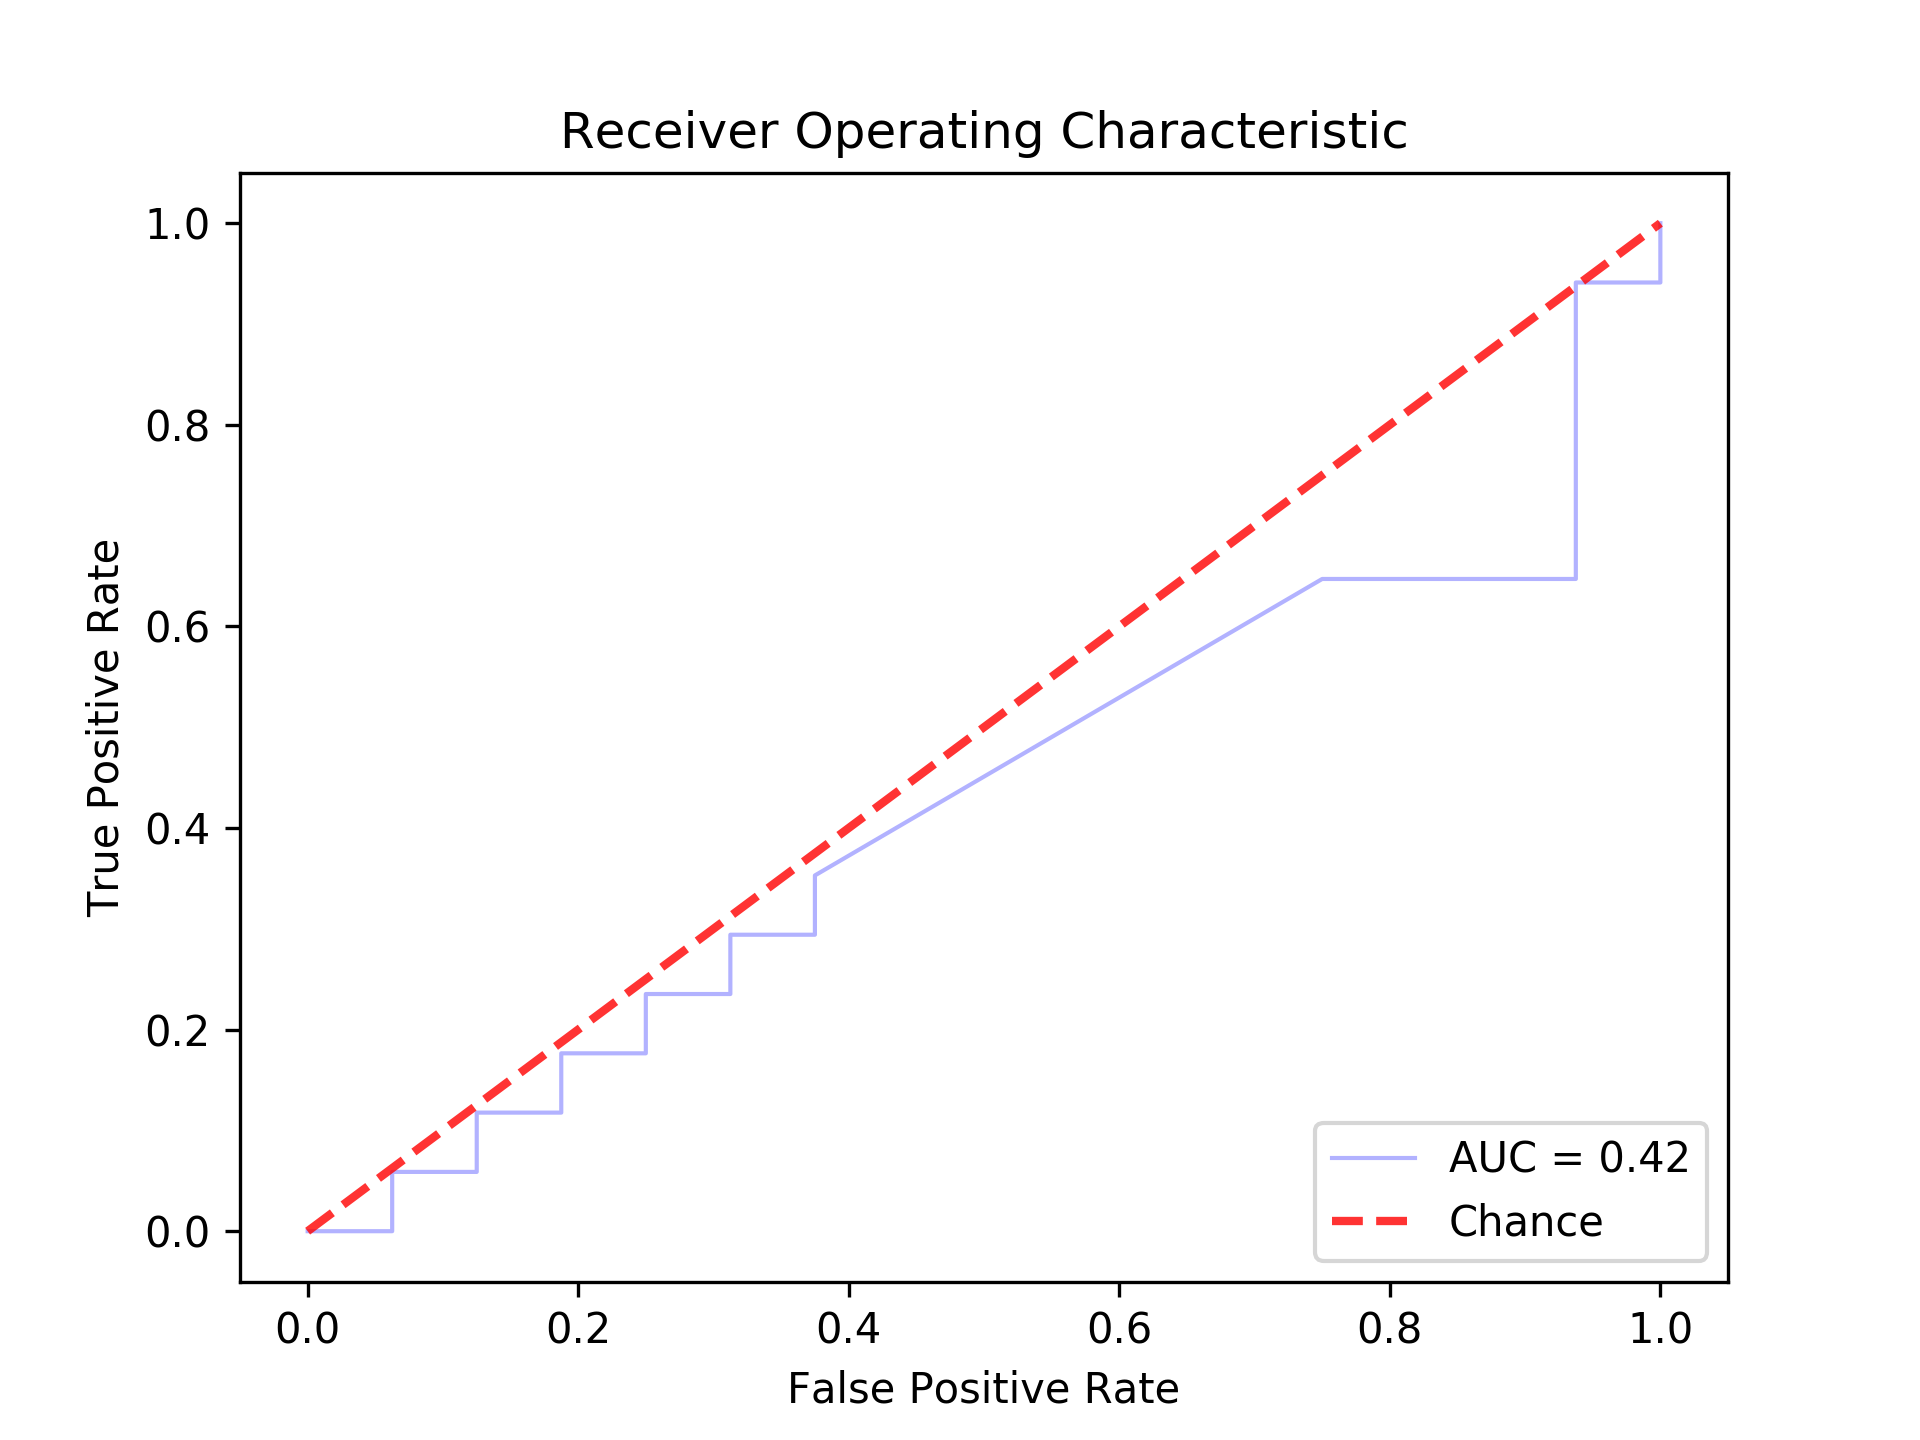 Receiver Operating Characteristic
True Positive Rate
1.0
0.8
0.6
0.4
0.2
0.0
0.0 0.2 0.4 0.6 0.8 1.0
False Positive Rate
AUC = 0.42
Chance